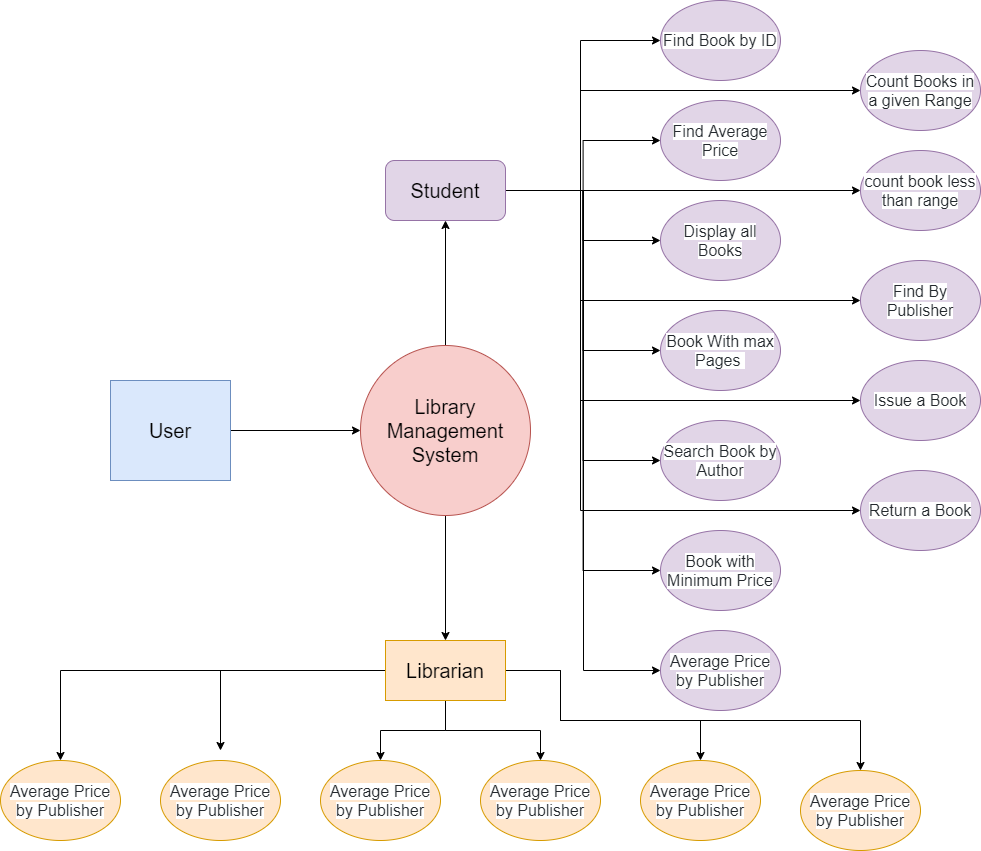 Find Book by ID
Count Books in
a given Range
Find Average
Price
Student
count book less
than range
Display all
Books
Find By
Publisher
Book With max
Pages
Library
Management
System
User
Issue a Book
Search Book by
Author
Return a Book
Book with
Minimum Price
Average Price
by Publisher
Librarian
Average Price
by Publisher
Average Price
by Publisher
Average Price
by Publisher
Average Price
by Publisher
Average Price
by Publisher
Average Price
by Publisher